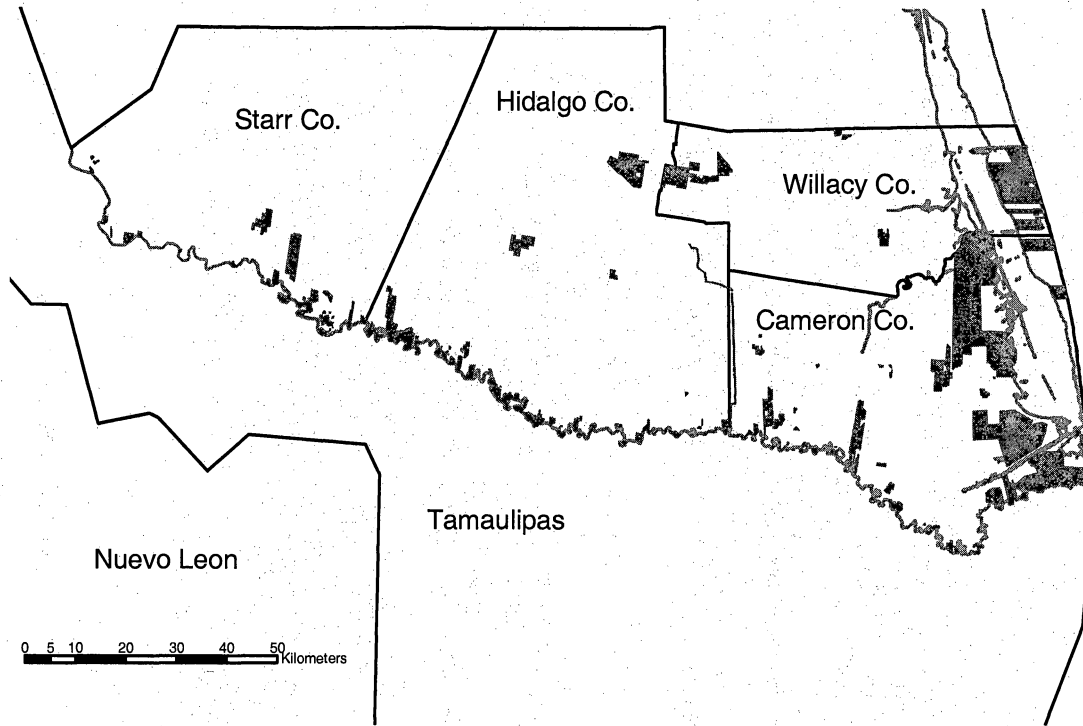 Hidalgo Co.
Starr Co.
Willacy Co.
Cameron Co.
Tamaulipas
Nuevo Leon
0 5 10 20 30 40 50
Kilometers